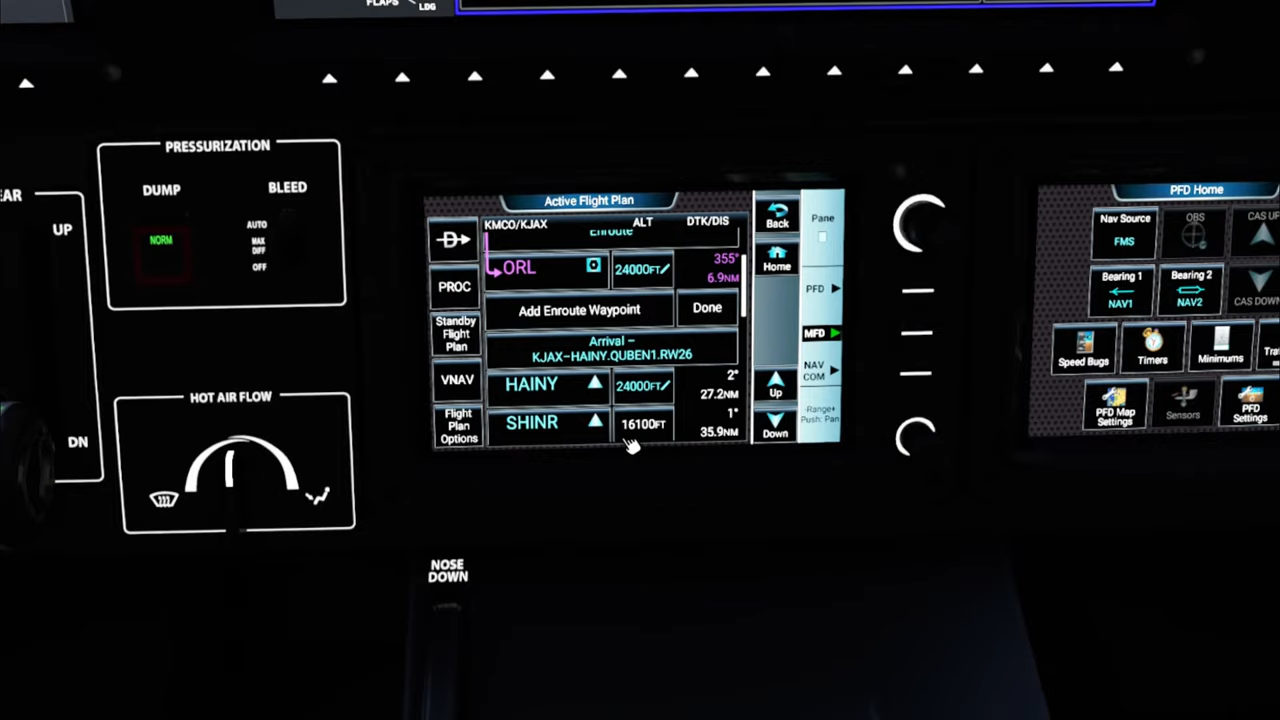 FLAPS
LDG
PRESSURIZATION
DUMP
BLEED
NORM
AUTO
MAX
DIFF
OFF
EAR
UP
DN
HOT AIR FLOW
NOSE
DOWN
Active Flight Plan
KMCO/KJAX ALT DTK/DIS
Enroute
ORL 24000FT 355°
6.9NM
Add Enroute Waypoint Done
Arrival –
KJAX–HAINY.QUBEN1.RW26
HAINY 24000FT 2°
27.2NM
SHINR 16100FT 1°
35.9NM
D
PROC
Standby
Flight
Plan
VNAV
Flight
Plan
Options
Back
Home
Up
Down
Pane
PFD
MFD
NAV
COM
Range+
Push: Pan
PFD Home
Nav Source
FMS
OBS
CAS UP
Bearing 1
NAV1
Bearing 2
NAV2
CAS DOWN
Speed Bugs
Timers
Minimums
Tra
PFD Map
Settings
Sensors
PFD
Settings